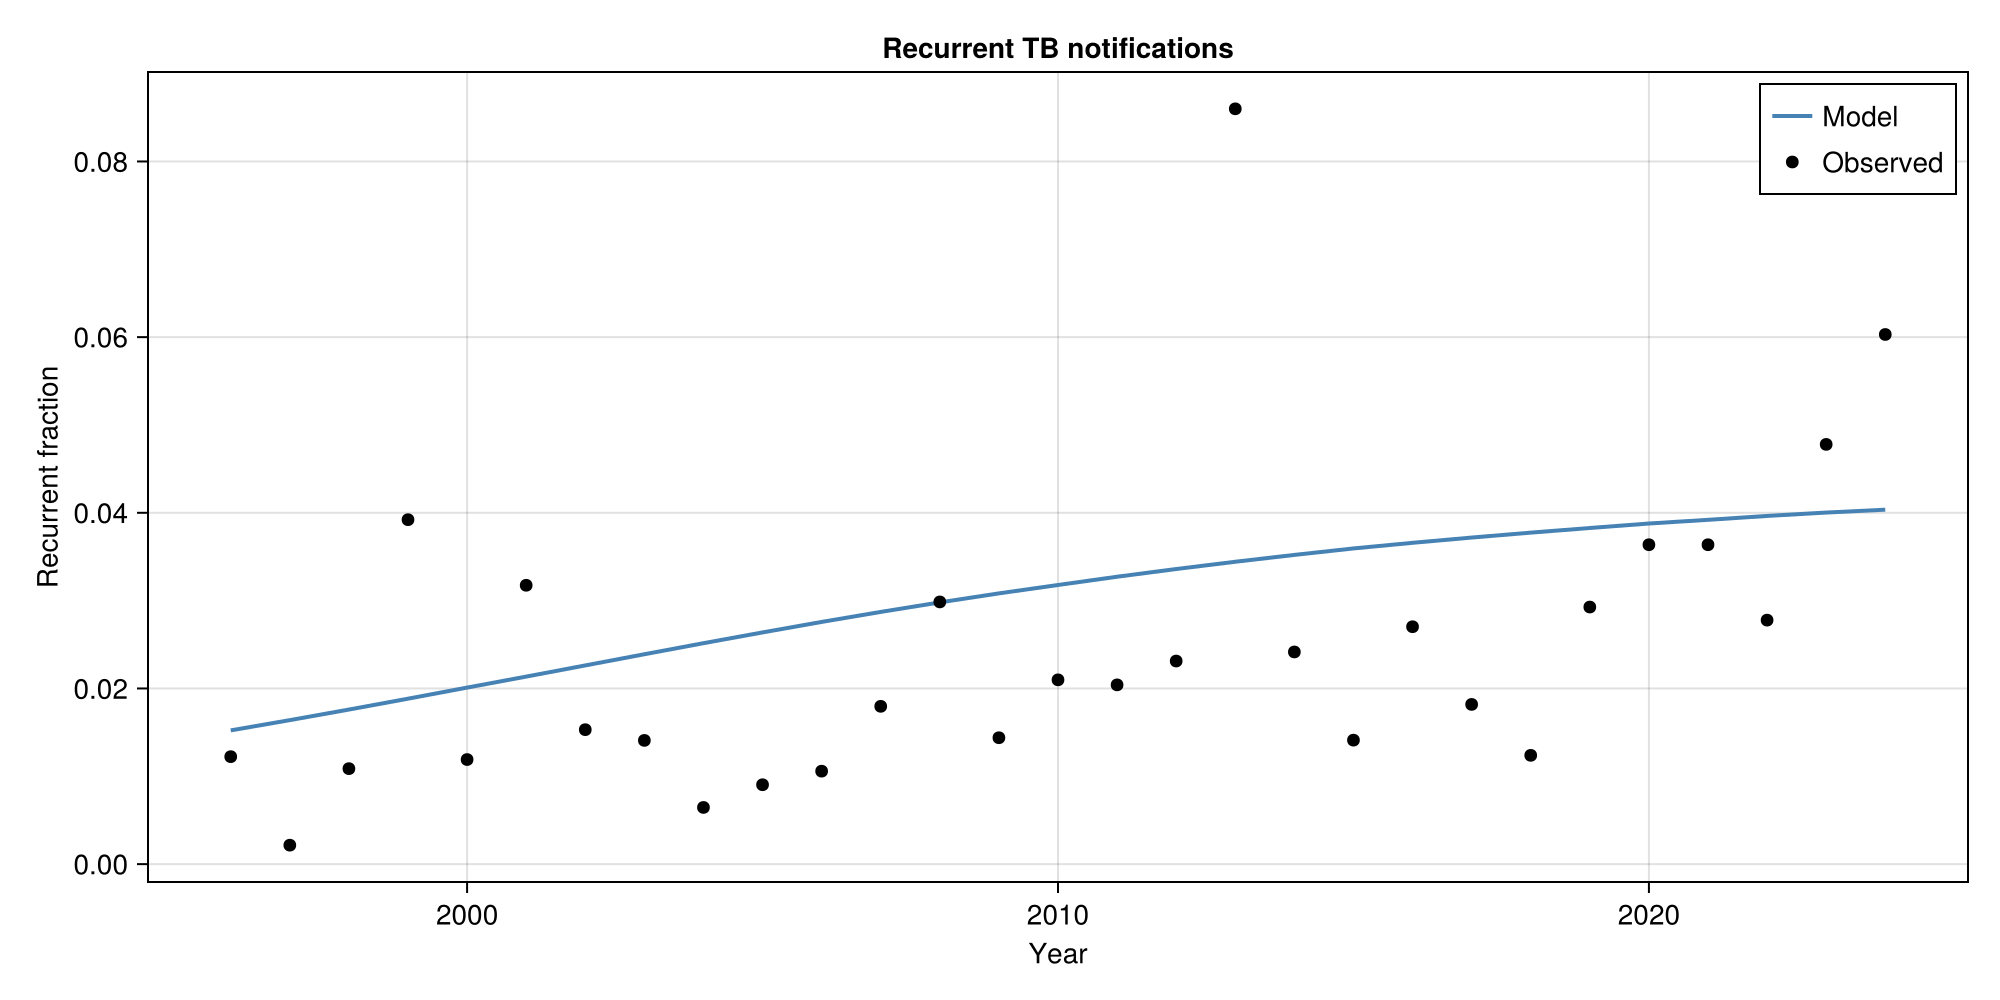 Recurrent TB notifications
Model
Observed
0.08
0.06
0.04
0.02
0.00
Recurrent fraction
2000
2010
2020
Year